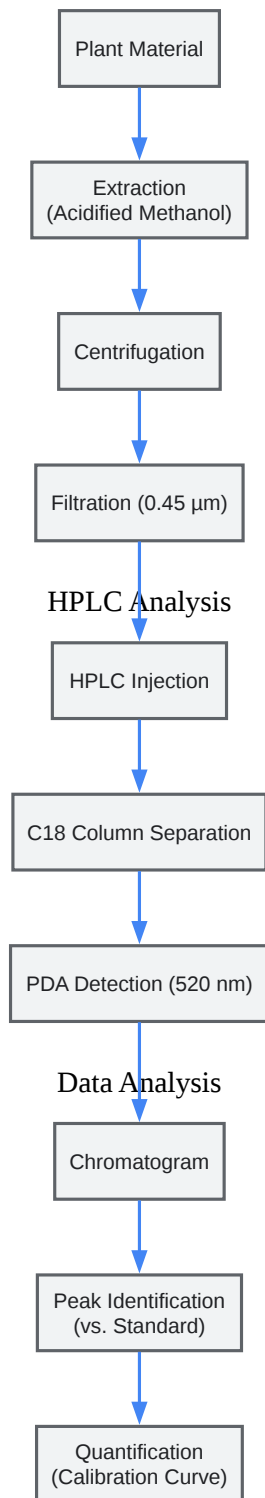 Plant Material
Extraction
(Acidified Methanol)
Centrifugation
Filtration (0.45 µm)
HPLC Analysis
HPLC Injection
C18 Column Separation
PDA Detection (520 nm)
Data Analysis
Chromatogram
Peak Identification
(vs. Standard)
Quantification
(Calibration Curve)